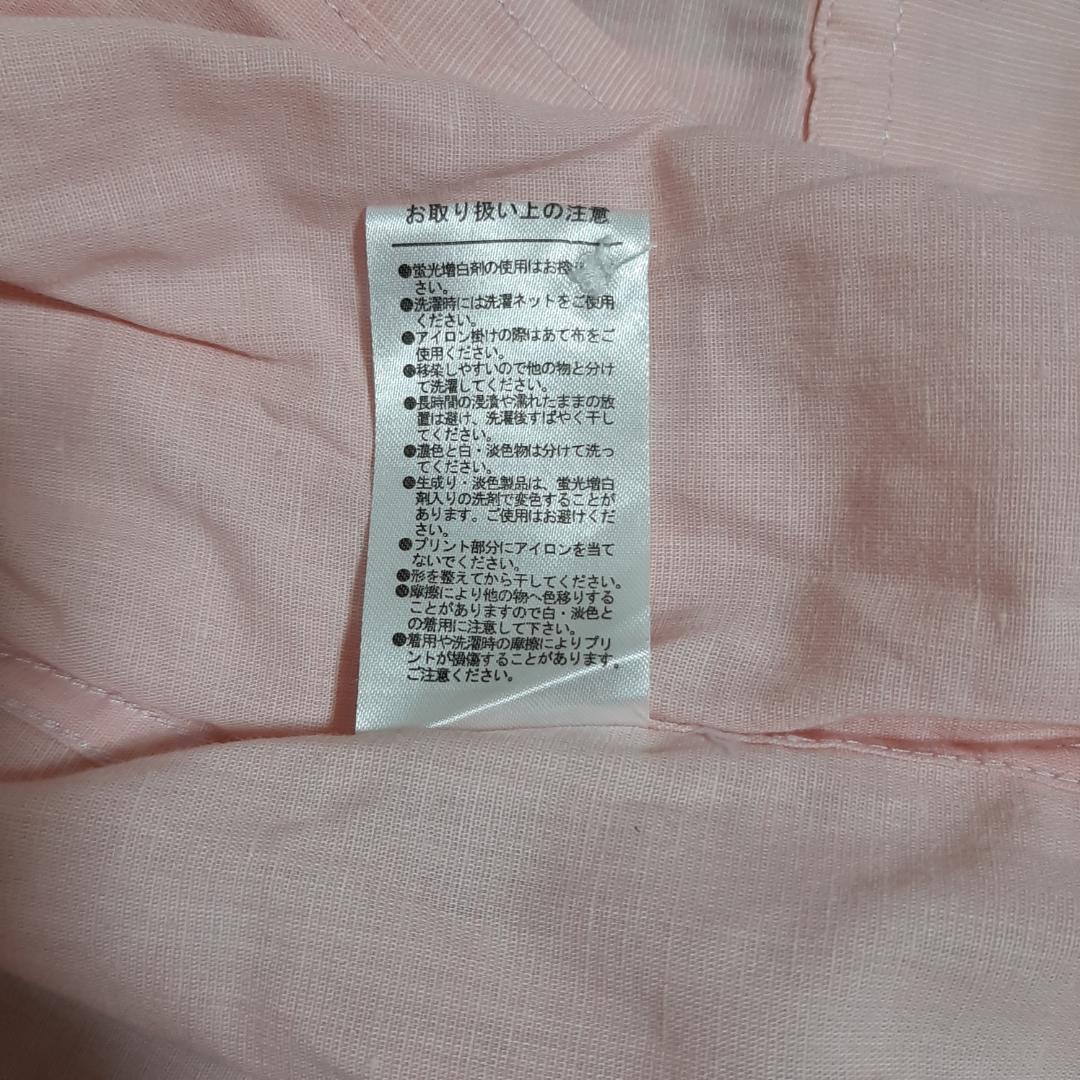 お取り扱い上の注意
●蛍光増白剤の使用はお
さい。
●洗濯時には洗濯ネットをご使用
ください。
●アイロン掛けの際はあて布をご
使用ください。
●移染しやすいので他の物と分け
て洗濯してください。
●長時間の浸漬や濡れたままの放
置は避け、洗濯後すばやく干し
てください。
●濃色と白・淡色物は分けて洗っ
てください。
●生成り・淡色製品は、蛍光増白
剤入りの洗剤で変色することが
あります。ご使用はお避けくだ
さい。
●プリント部分にアイロンを当て
ないでください。
●形を整えてから干してください。
●摩擦により他の物へ色移りする
ことがありますので白・淡色と
の着用に注意して下さい。
●着用や洗濯時の摩擦によりプリ
ントが損傷することがあります。
ご注意ください。